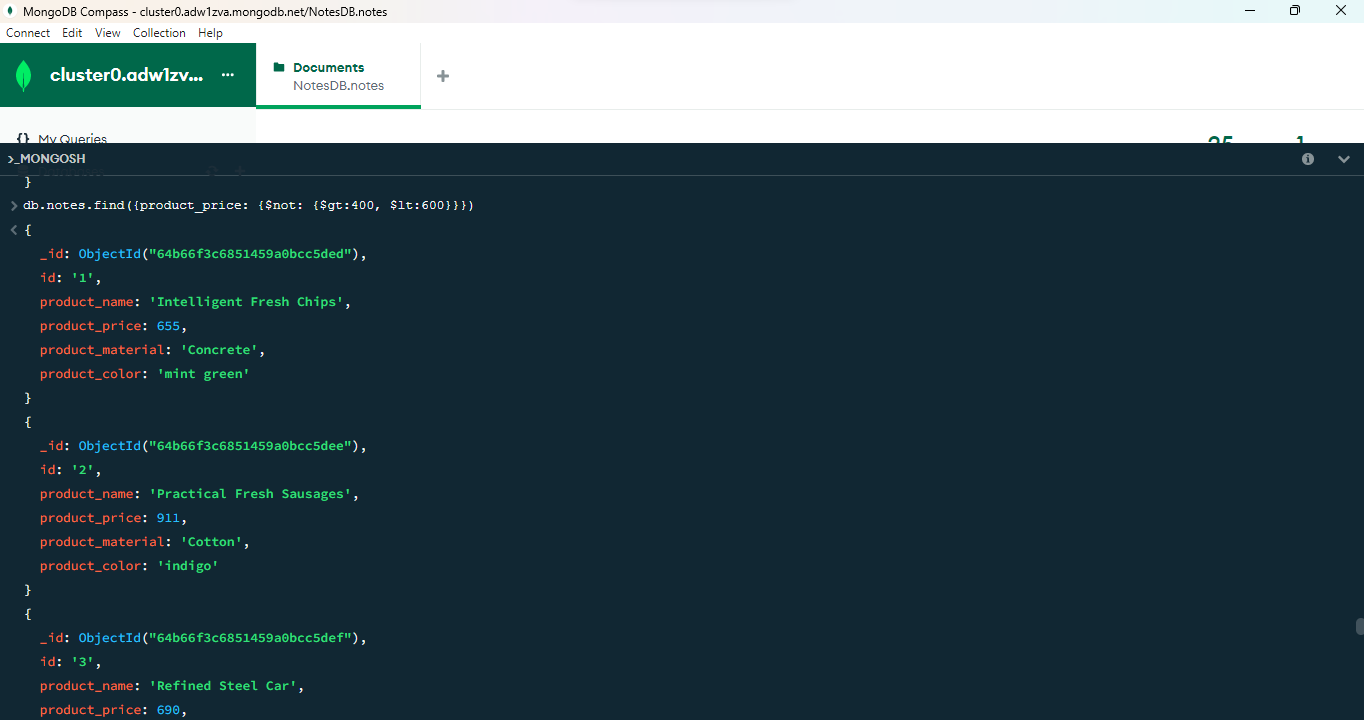 MongoDB Compass - cluster0.adw1zva.mongodb.net/NotesDB.notes
Connect Edit View Collection Help
cluster0.adw1zv... ...
Documents
NotesDB.notes
{} My Queries
25 1
>_MONGOSH
}
> db.notes.find({product_price: {$not: {$gt:400, $lt:600}}})
< {
_id: ObjectId("64b66f3c6851459a0bcc5ded"),
id: '1',
product_name: 'Intelligent Fresh Chips',
product_price: 655,
product_material: 'Concrete',
product_color: 'mint green'
}
{
_id: ObjectId("64b66f3c6851459a0bcc5dee"),
id: '2',
product_name: 'Practical Fresh Sausages',
product_price: 911,
product_material: 'Cotton',
product_color: 'indigo'
}
{
_id: ObjectId("64b66f3c6851459a0bcc5def"),
id: '3',
product_name: 'Refined Steel Car',
product_price: 690,